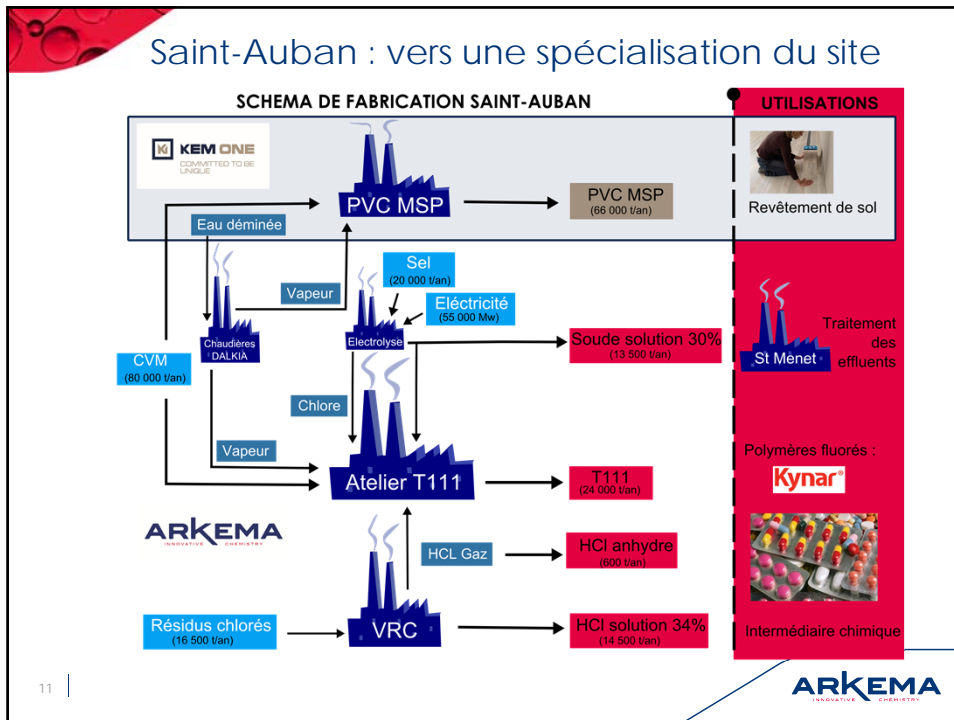 Saint-Auban : vers une spécialisation du site
SCHEMA DE FABRICATION SAINT-AUBAN
UTILISATIONS
KEM ONE
COMMITTED TO BE
UNIQUE
PVC MSP
PVC MSP
(66 000 t/an)
Revêtement de sol
Eau déminée
Sel
(20 000 t/an)
Vapeur
Eléctricité
(55 000 Mw)
Chaudières
DALKIA
Electrolyse
Soude solution 30%
(13 500 t/an)
St Menet
Traitement
des
effluents
CVM
(80 000 t/an)
Chlore
Vapeur
Atelier T111
T111
(24 000 t/an)
Polymères fluorés :
Kynar®
ARKEMA
INNOVATIVE CHEMISTRY
HCL Gaz
HCl anhydre
(600 t/an)
Résidus chlorés
(16 500 t/an)
VRC
HCl solution 34%
(14 500 t/an)
Intermédiaire chimique
11
ARKEMA
INNOVATIVE CHEMISTRY